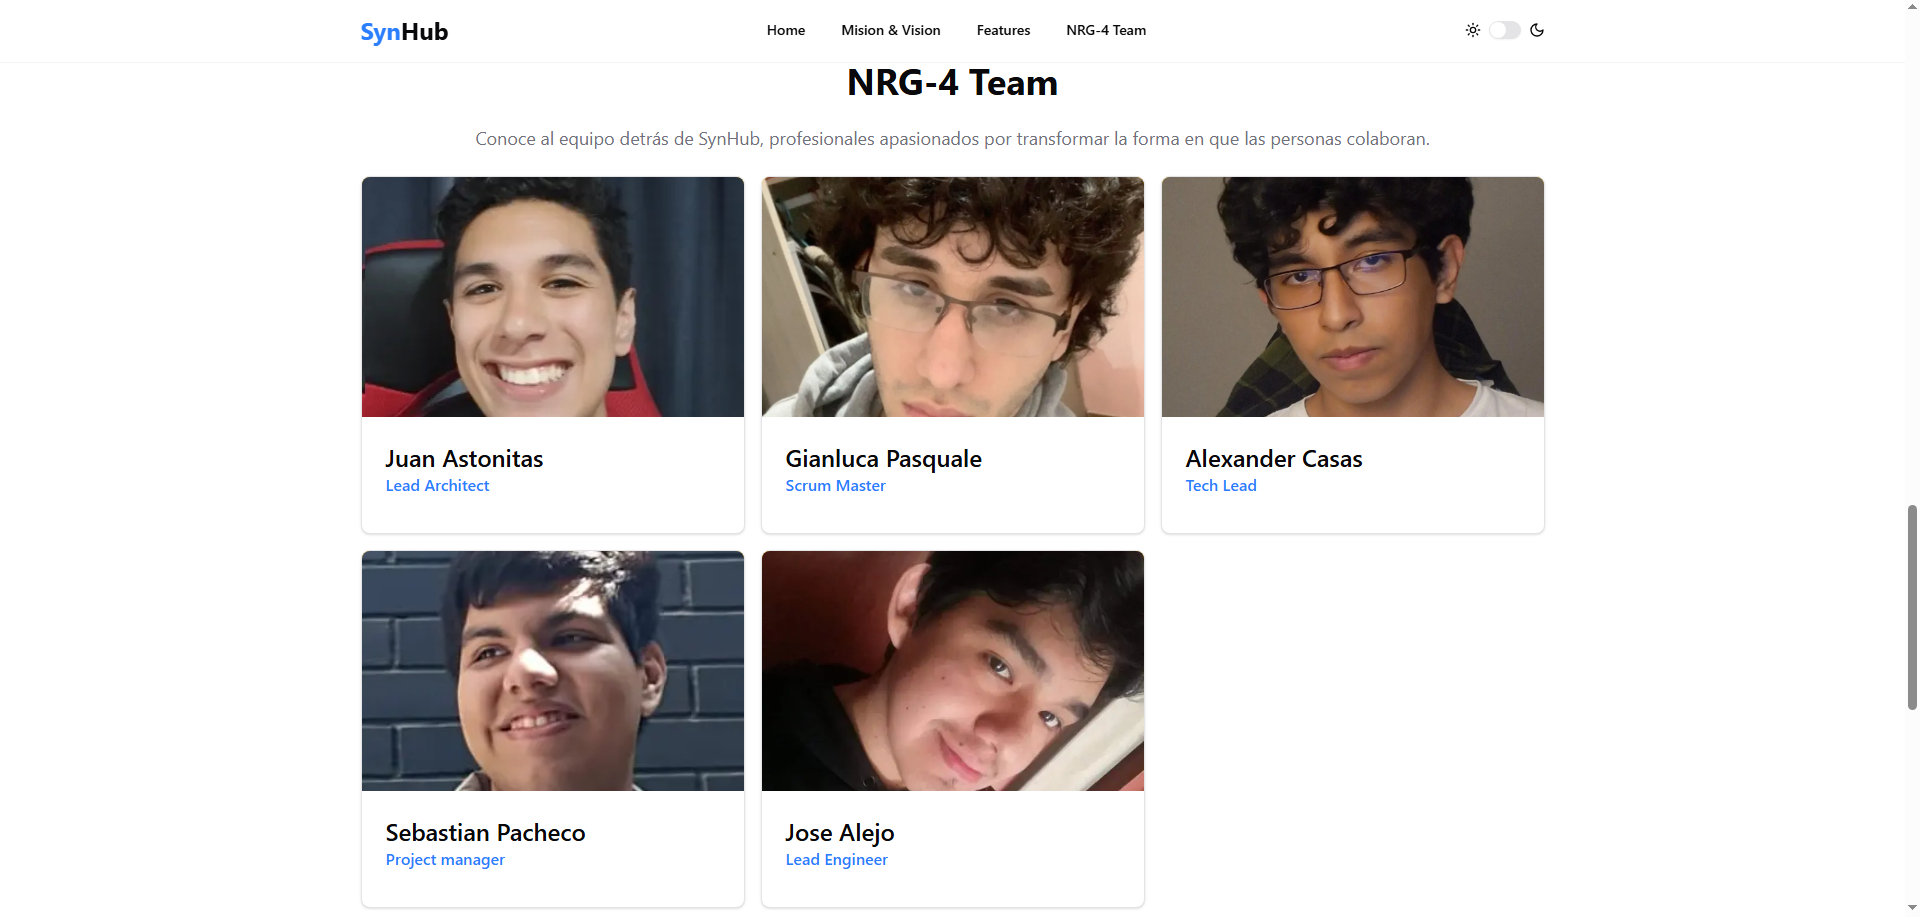 SynHub
Home
Mision & Vision
Features
NRG-4 Team
NRG-4 Team
Conoce al equipo detrás de SynHub, profesionales apasionados por transformar la forma en que las personas colaboran.
Juan Astonitas
Lead Architect
Gianluca Pasquale
Scrum Master
Alexander Casas
Tech Lead
Sebastian Pacheco
Project manager
Jose Alejo
Lead Engineer